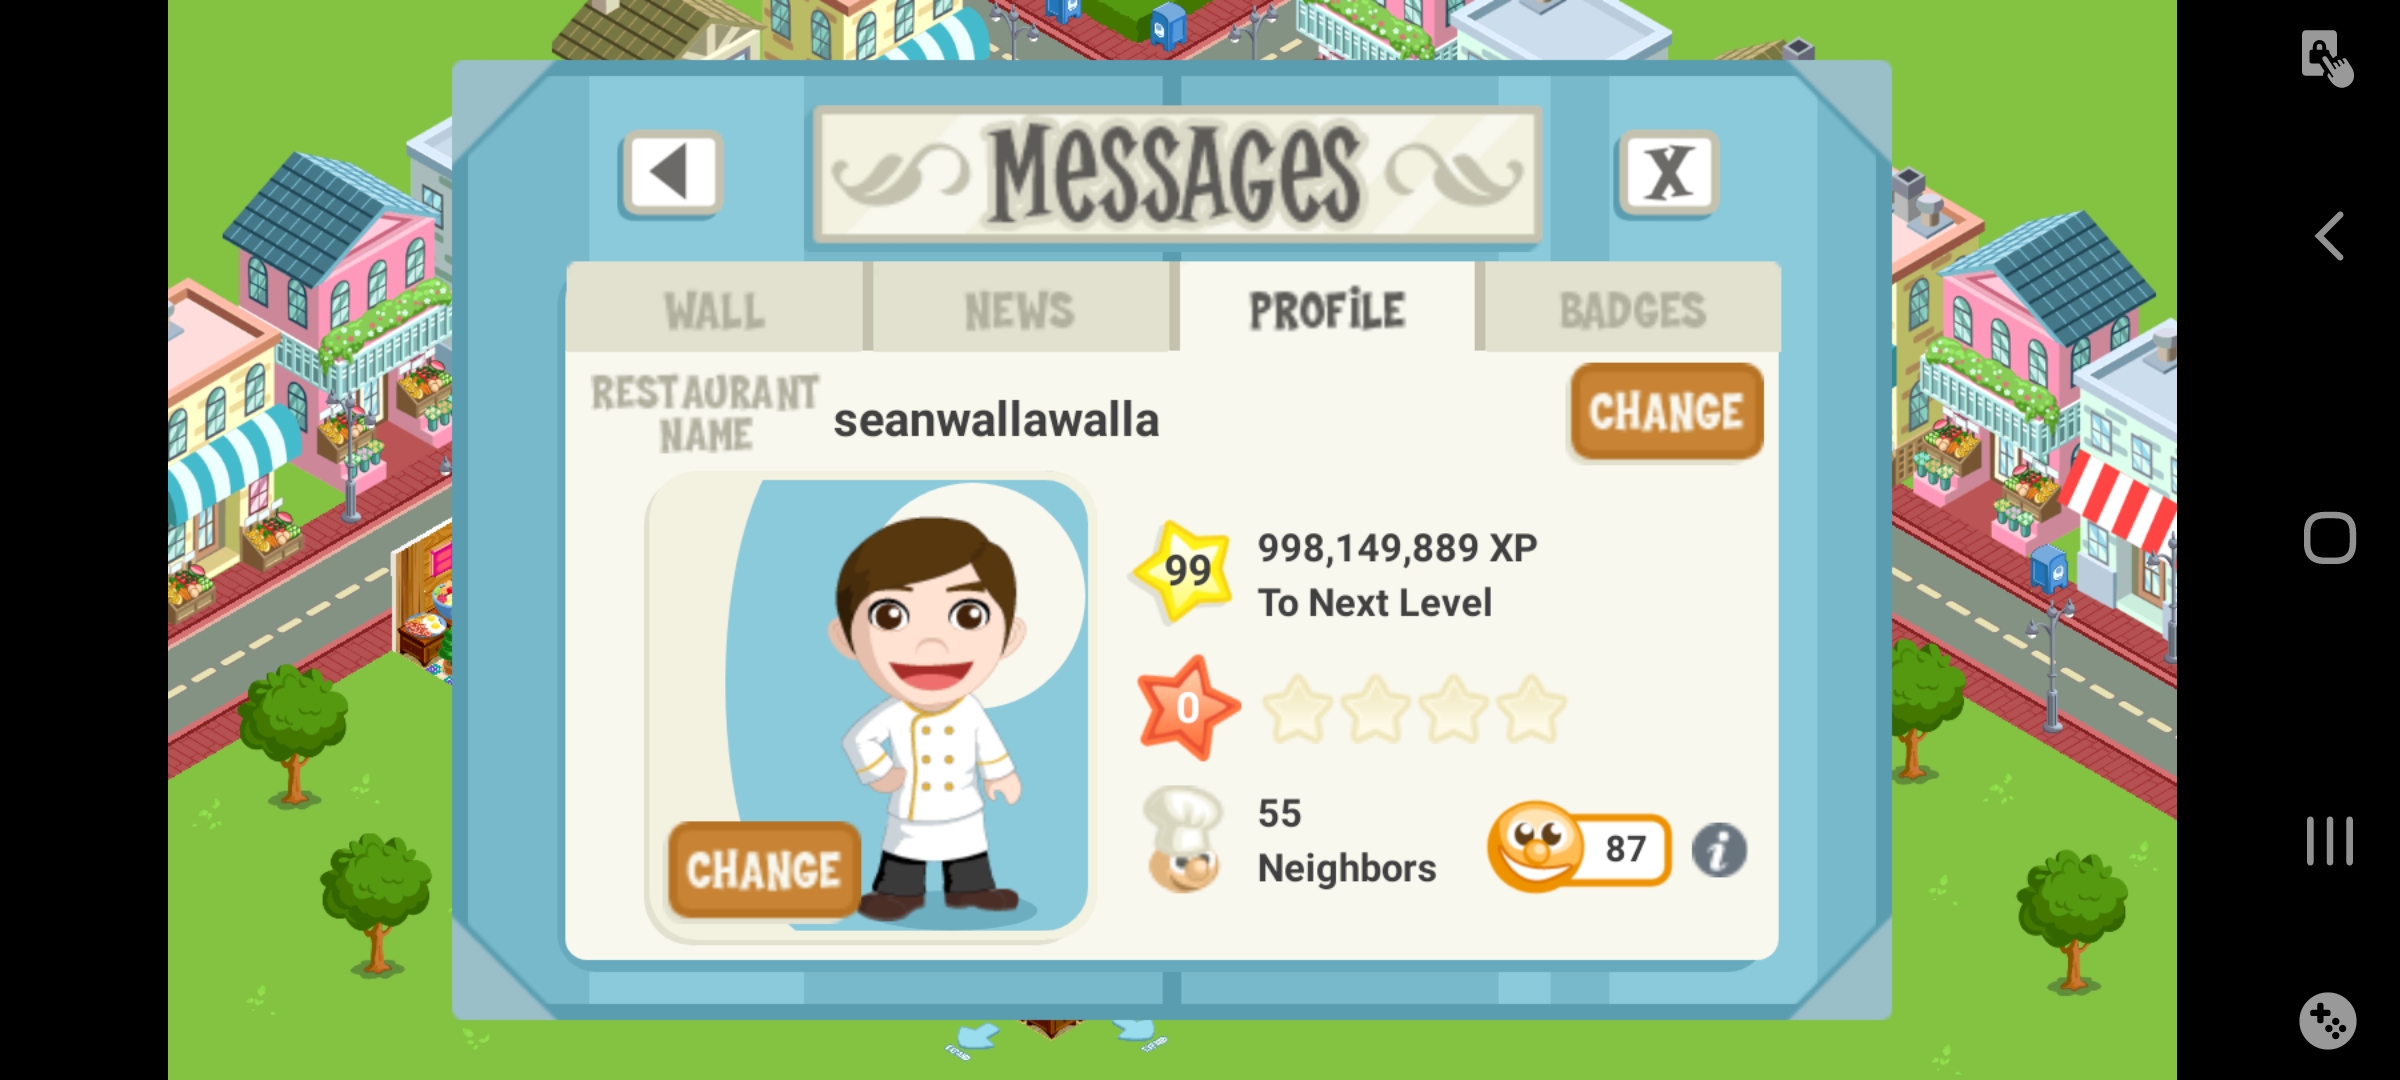 MESSAGES
X
WALL
NEWS
PROFILE
BADGES
RESTAURANT
NAME
seanwallawalla
CHANGE
99
998,149,889 XP
To Next Level
0
55
Neighbors
87
i
CHANGE